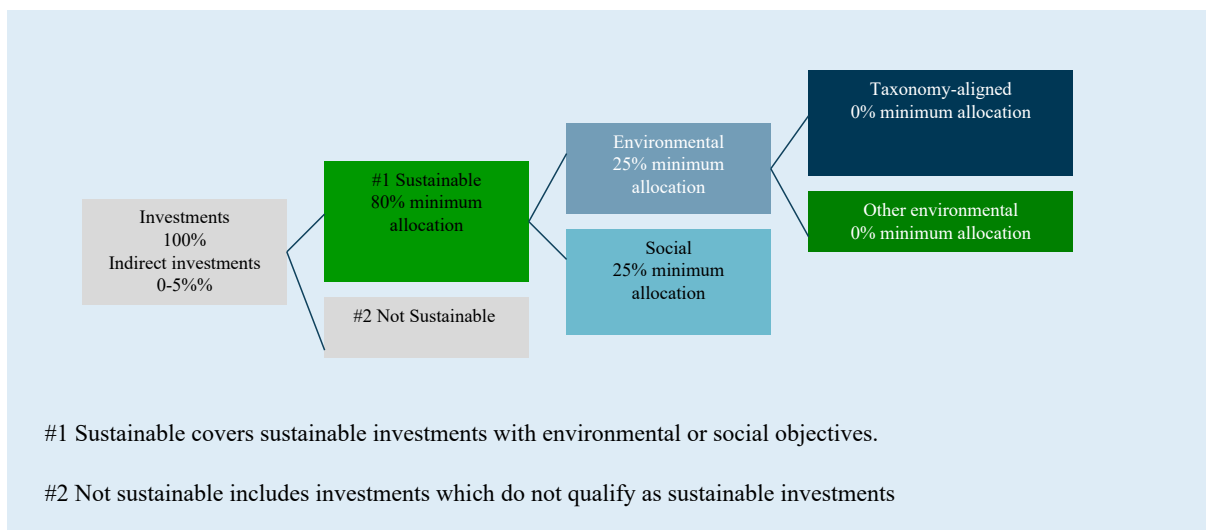 Investments
100%
Indirect investments
0-5%%
#1 Sustainable
80% minimum
allocation
#2 Not Sustainable
Environmental
25% minimum
allocation
Social
25% minimum
allocation
Taxonomy-aligned
0% minimum allocation
Other environmental
0% minimum allocation
#1 Sustainable covers sustainable investments with environmental or social objectives.
#2 Not sustainable includes investments which do not qualify as sustainable investments